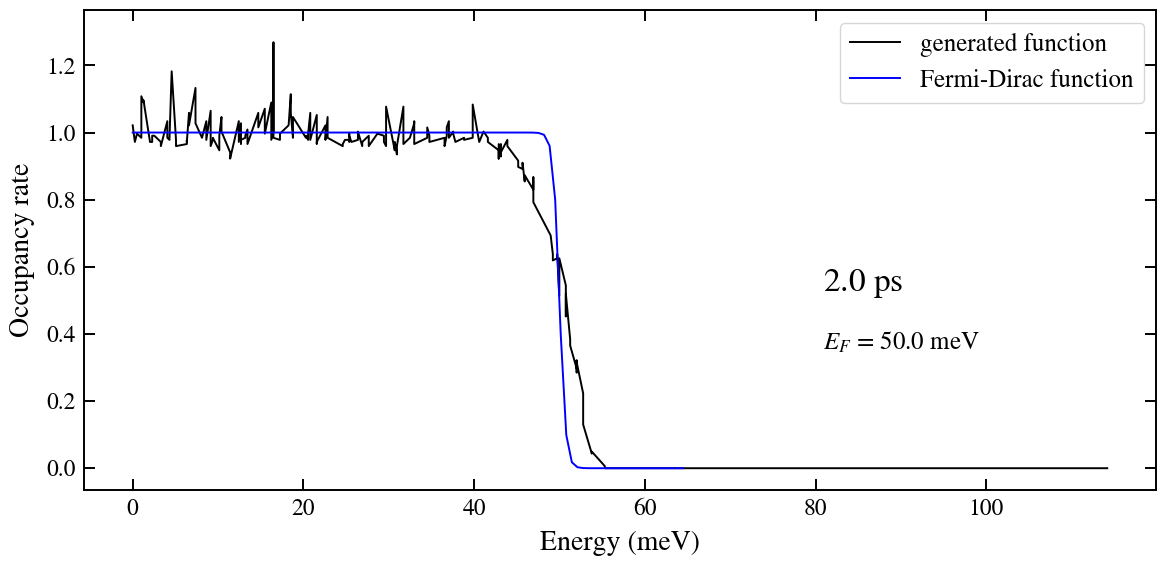 generated function
Fermi-Dirac function
1.2
1.0
0.8
0.6
0.4
0.2
0.0
Occupancy rate
2.0 ps
E_F = 50.0 meV
0 20 40 60 80 100
Energy (meV)